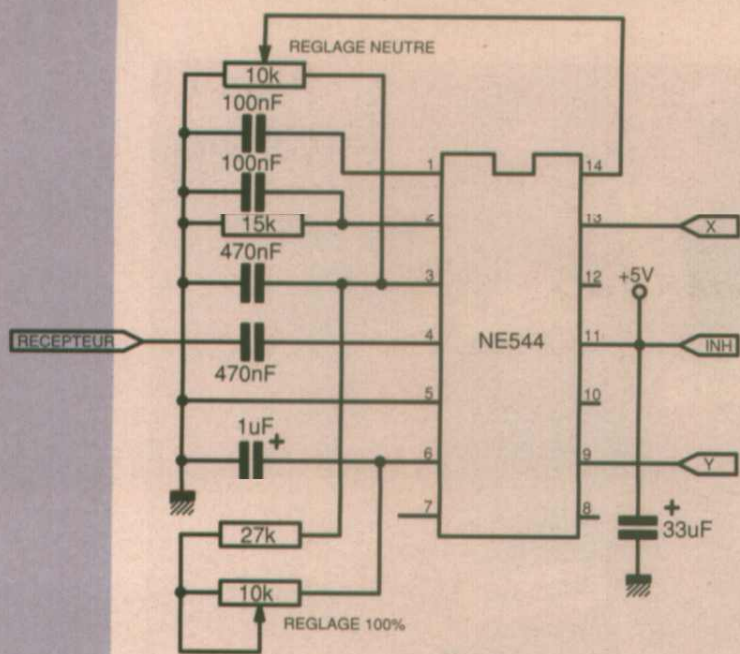 REGLAGE NEUTRE
10k
100nF
1
14
100nF
15k
2
13
X
470nF
3
12
+5V
RECEPTEUR
4
NE544
11
INH
470nF
5
10
1uF
+
6
9
Y
7
8
+
33uF
27k
10k
REGLAGE 100%